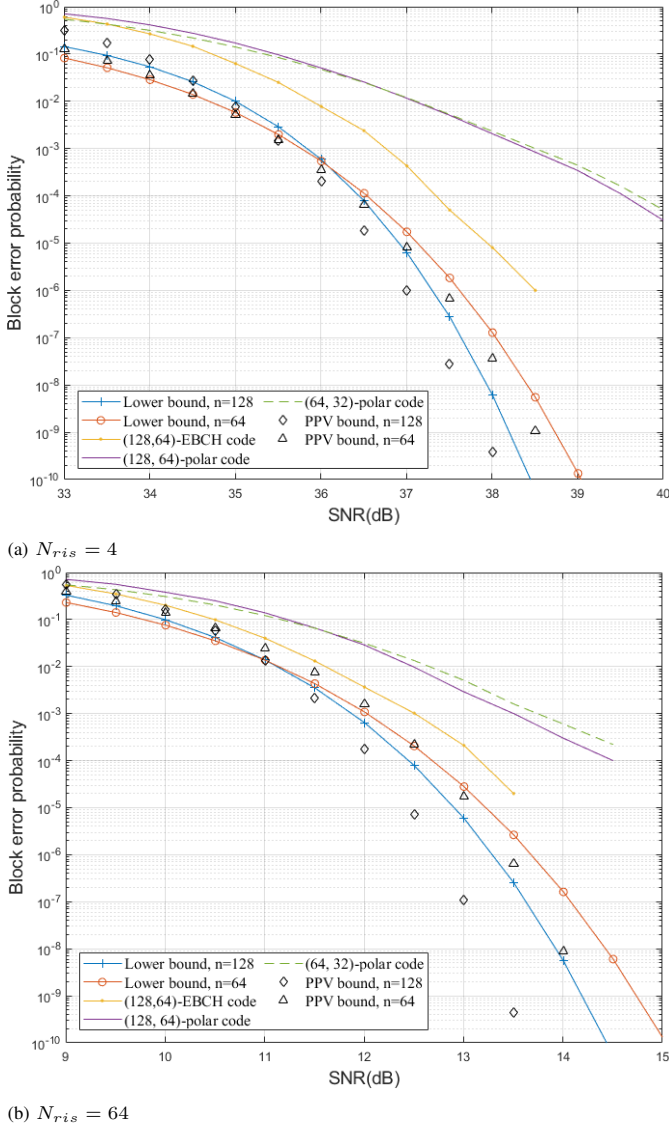 10^0
10^-1
10^-2
10^-3
10^-4
10^-5
10^-6
10^-7
10^-8
10^-9
10^-10
Block error probability
Lower bound, n=128
Lower bound, n=64
(128,64)-EBCH code
(128, 64)-polar code
(64, 32)-polar code
PPV bound, n=128
PPV bound, n=64
33 34 35 36 37 38 39 40
SNR(dB)
(a) N_ris = 4
10^0
10^-1
10^-2
10^-3
10^-4
10^-5
10^-6
10^-7
10^-8
10^-9
10^-10
Block error probability
Lower bound, n=128
Lower bound, n=64
(128,64)-EBCH code
(128, 64)-polar code
(64, 32)-polar code
PPV bound, n=128
PPV bound, n=64
9 10 11 12 13 14 15
SNR(dB)
(b) N_ris = 64